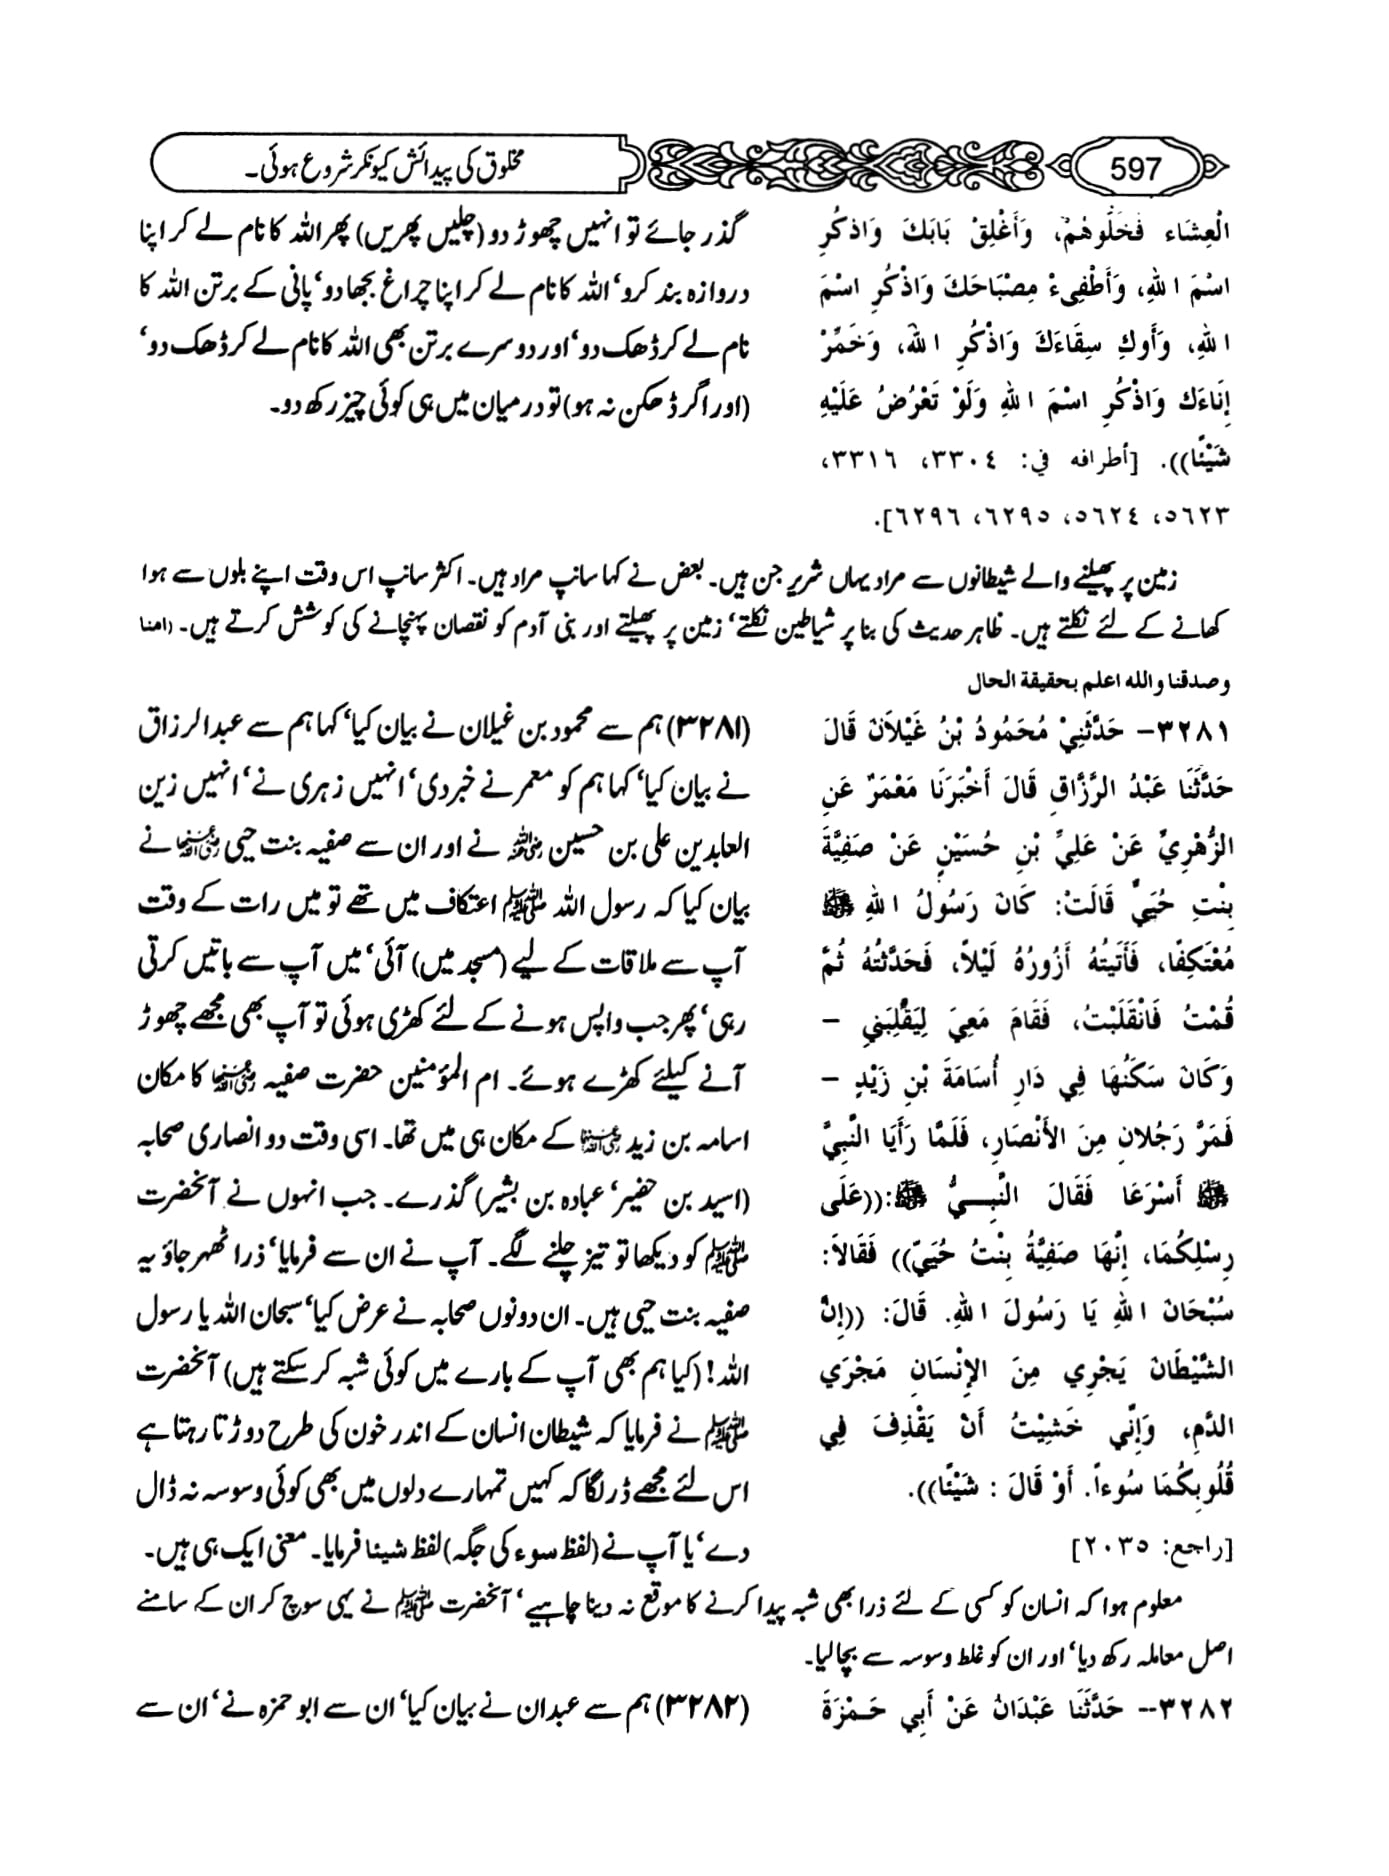 597
مخلوق کی پیدائش کیونکر شروع ہوئی۔
الْعِشَاء فَخَلُّوهُمْ، وَأَغْلِقْ بَابَكَ وَاذكُرِ
اسْمَ اللهِ، وَأَطْفِىءْ مِصْبَاحَكَ وَاذْكُرِ اسْمَ
اللهِ، وَأَوكِ سِقَاءَكَ وَاذْكُرِ اللهَ، وَخَمِّرْ
إِنَاءَكَ وَاذْكُرِ اسْمَ اللهِ وَلَوْ تَعْرُضُ عَلَيْهِ
شَيْئًا)). [أطرافه في: ٣٣٠٤، ٣٣١٦،
٥٦٢٣، ٥٦٢٤، ٦٢٩٥، ٦٢٩٦].
گذر جائے تو انہیں چھوڑ دو (چلیں پھریں) پھر اللہ کا نام لے کر اپنا
دروازہ بند کرو‘ اللہ کا نام لے کر اپنا چراغ بجھا دو‘ پانی کے برتن اللہ کا
نام لے کر ڈھک دو‘ اور دوسرے برتن بھی اللہ کا نام لے کر ڈھک دو‘
(اور اگر ڈھکن نہ ہو) تو درمیان میں ہی کوئی چیز رکھ دو۔
زمین پر پھیلنے والے شیطانوں سے مراد یہاں شریر جن ہیں۔ بعض نے کہا سانپ مراد ہیں۔ اکثر سانپ اس وقت اپنے بلوں سے ہوا
کھانے کے لئے نکلتے ہیں۔ ظاہر حدیث کی بنا پر شیاطین نکلتے‘ زمین پر پھیلتے اور بنی آدم کو نقصان پہنچانے کی کوشش کرتے ہیں۔ (امنا
وصدقنا والله اعلم بحقيقة الحال
٣٢٨١- حَدَّثَنِيْ مُحَمُودُ بْنُ غَيْلاَنَ قَالَ
حَدَّثَنَا عَبْدُ الرَّزَّاقِ قَالَ أَخْبَرَنَا مَعْمَرٌ عَنِ
الزُّهْرِيِّ عَنْ عَلِيِّ بْنِ حُسَيْنٍ عَنْ صَفِيَّةَ
بِنْتِ حُيَيٍّ قَالَتْ: كَانَ رَسُولُ اللهِ ﷺ
مُعْتَكِفًا، فَأَتَيتُهُ أَزُورُهُ لَيْلاً، فَحَدَّثْتُهُ ثُمَّ
قُمْتُ فَانْقَلَبْتُ، فَقَامَ مَعِيَ لِيَقْلِبَنِي -
وَكَانَ سَكَنُهَا فِي دَارِ أُسَامَةَ بْنِ زَيْدٍ -
فَمَرَّ رَجُلانِ مِنَ الأَنْصَارِ، فَلَمَّا رَأَيَا النَّبِيَّ
ﷺ أَسْرَعَا فَقَالَ النَّبِيُّ ﷺ:((عَلَى
رِسْلِكُمَا، إِنَّهَا صَفِيَّةُ بِنْتُ حُيَيّ)) فَقَالاَ:
سُبْحَانَ اللهِ يَا رَسُولَ اللهِ. قَالَ: ((إِنَّ
الشَّيْطَانَ يَجْرِي مِنَ الإِنْسَانِ مَجْرَي
الدَّمِ، وَإِنِّي خَشِيْتُ أَنْ يَقْذِفَ فِي
قُلُوبِكُمَا سُوءاً. أَوْ قَالَ : شَيْئًا)).
[راجع: ٢٠٣٥]
(۳۲۸۱) ہم سے محمود بن غیلان نے بیان کیا‘ کہا ہم سے عبدالرزاق
نے بیان کیا‘ کہا ہم کو معمر نے خبر دی‘ انہیں زہری نے‘ انہیں زین
العابدین علی بن حسین رضی اللہ عنہ نے اور ان سے صفیہ بنت حیی رضی اللہ عنہا نے
بیان کیا کہ رسول اللہ ﷺ اعتکاف میں تھے تو میں رات کے وقت
آپ سے ملاقات کے لیے (مسجد میں) آئی‘ میں آپ سے باتیں کرتی
رہی‘ پھر جب واپس ہونے کے لئے کھڑی ہوئی تو آپ بھی مجھے چھوڑ
آنے کیلئے کھڑے ہوئے۔ ام المؤمنین حضرت صفیہ رضی اللہ عنہا کا مکان
اسامہ بن زید رضی اللہ عنہما کے مکان ہی میں تھا۔ اسی وقت دو انصاری صحابہ
(اسید بن حضیر‘ عبادہ بن بشیر) گذرے۔ جب انہوں نے آنحضرت
ﷺ کو دیکھا تو تیز چلنے لگے۔ آپ نے ان سے فرمایا‘ ذرا ٹھہر جاؤ یہ
صفیہ بنت حیی ہیں۔ ان دونوں صحابہ نے عرض کیا‘ سبحان اللہ یا رسول
اللہ! (کیا ہم بھی آپ کے بارے میں کوئی شبہ کر سکتے ہیں) آنحضرت
ﷺ نے فرمایا کہ شیطان انسان کے اندر خون کی طرح دوڑتا رہتا ہے
اس لئے مجھے ڈر لگا کہ کہیں تمہارے دلوں میں بھی کوئی وسوسہ نہ ڈال
دے‘ یا آپ نے (لفظ سوء کی جگہ) لفظ شیئا فرمایا۔ معنی ایک ہی ہیں۔
معلوم ہوا کہ انسان کو کسی کے لئے ذرا بھی شبہ پیدا کرنے کا موقع نہ دینا چاہیے‘ آنحضرت ﷺ نے یہی سوچ کر ان کے سامنے
اصل معاملہ رکھ دیا‘ اور ان کو غلط وسوسہ سے بچا لیا۔
٣٢٨٢-- حَدَّثَنَا عَبْدَانُ عَنْ أَبِي حَمْزَةَ
(۳۲۸۲) ہم سے عبدان نے بیان کیا‘ ان سے ابو حمزہ نے‘ ان سے